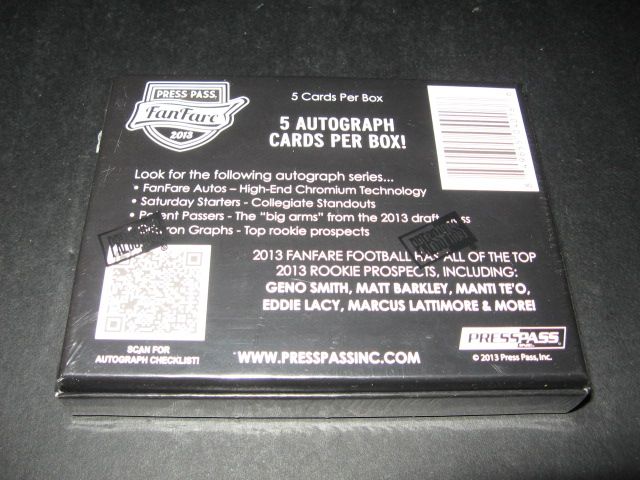 PRESS PASS
FanFare
2013
5 Cards Per Box
5 AUTOGRAPH
CARDS PER BOX!
Look for the following autograph series...
• FanFare Autos – High-End Chromium Technology
• Saturday Starters - Collegiate Standouts
• Passers - The "big arms" from the 2013 draft
• Graphs - Top rookie prospects
2013 FANFARE FOOTBALL HAS ALL OF THE TOP
2013 ROOKIE PROSPECTS, INCLUDING:
GENO SMITH, MATT BARKLEY, MANTI TE'O,
EDDIE LACY, MARCUS LATTIMORE & MORE!
SCAN FOR
AUTOGRAPH CHECKLIST!
WWW.PRESSPASSINC.COM
PRESSPASS
© 2013 Press Pass, Inc.